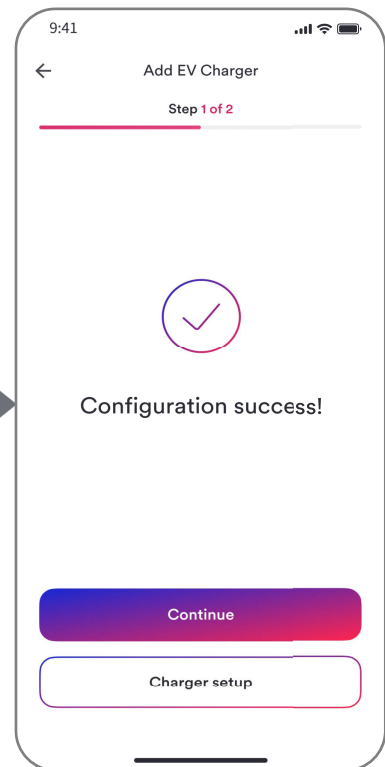 9:41
Add EV Charger
Step 1 of 2
Configuration success!
Continue
Charger setup